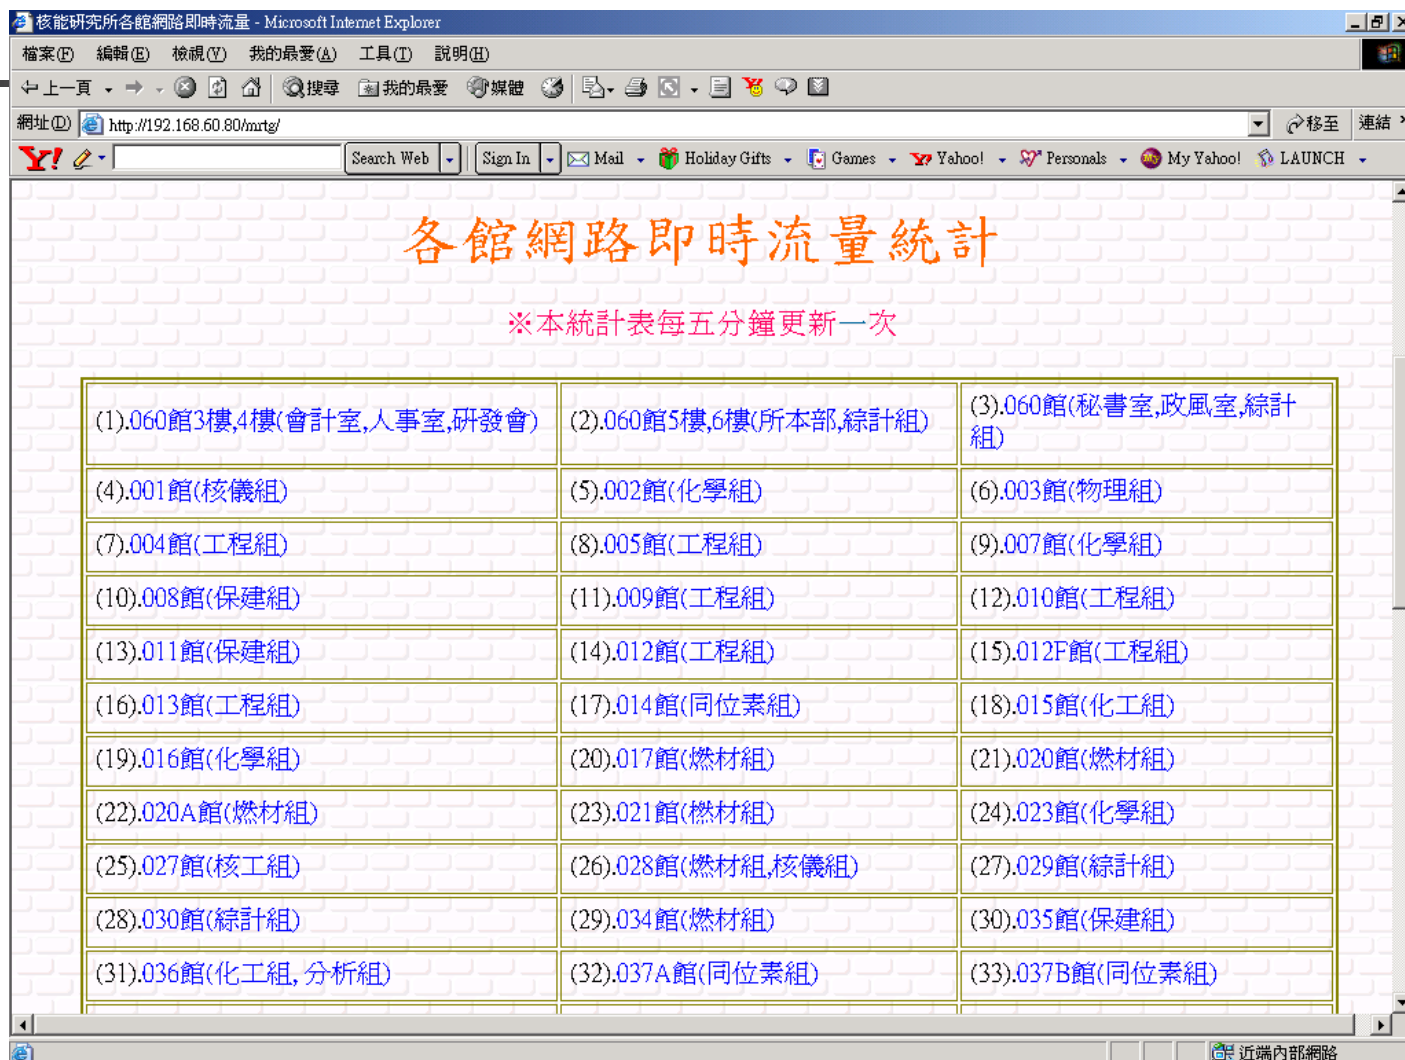 核能研究所各館網路即時流量 - Microsoft Internet Explorer
檔案(F) 編輯(E) 檢視(V) 我的最愛(A) 工具(T) 說明(H)
上一頁 搜尋 我的最愛 媒體
網址(D) http://192.168.60.80/mrtg/ 移至 連結
Y! Search Web Sign In Mail Holiday Gifts Games Yahoo! Personals My Yahoo! LAUNCH
各館網路即時流量統計
※本統計表每五分鐘更新一次
(1).060館3樓,4樓(會計室,人事室,研發會) (2).060館5樓,6樓(所本部,綜計組) (3).060館(秘書室,政風室,綜計
組)
(4).001館(核儀組) (5).002館(化學組) (6).003館(物理組)
(7).004館(工程組) (8).005館(工程組) (9).007館(化學組)
(10).008館(保建組) (11).009館(工程組) (12).010館(工程組)
(13).011館(保建組) (14).012館(工程組) (15).012F館(工程組)
(16).013館(工程組) (17).014館(同位素組) (18).015館(化工組)
(19).016館(化學組) (20).017館(燃材組) (21).020館(燃材組)
(22).020A館(燃材組) (23).021館(燃材組) (24).023館(化學組)
(25).027館(核工組) (26).028館(燃材組,核儀組) (27).029館(綜計組)
(28).030館(綜計組) (29).034館(燃材組) (30).035館(保建組)
(31).036館(化工組, 分析組) (32).037A館(同位素組) (33).037B館(同位素組)
近端內部網路